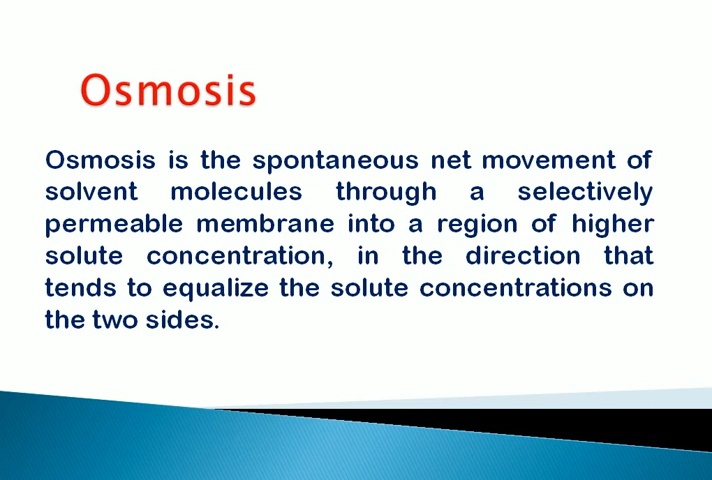 Osmosis
Osmosis is the spontaneous net movement of
solvent molecules through a selectively
permeable membrane into a region of higher
solute concentration, in the direction that
tends to equalize the solute concentrations on
the two sides.